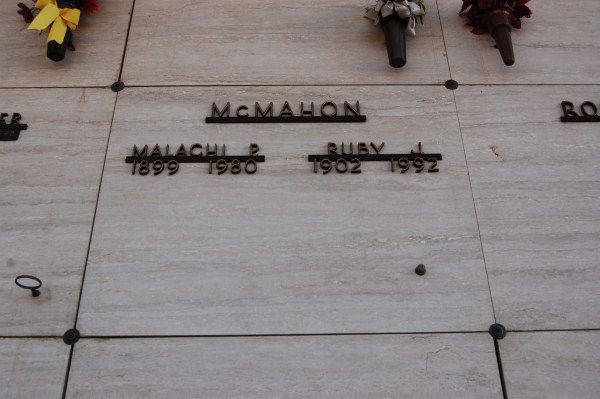 McMAHON
MALACHI P. RUBY J.
1899 1980 1902 1992